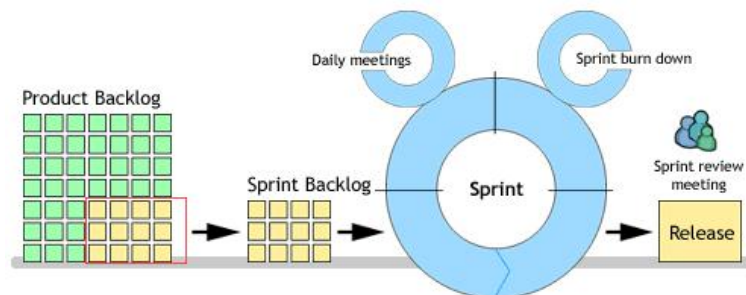 Daily meetings
Sprint burn down
Product Backlog
Sprint Backlog
Sprint
Sprint review
meeting
Release